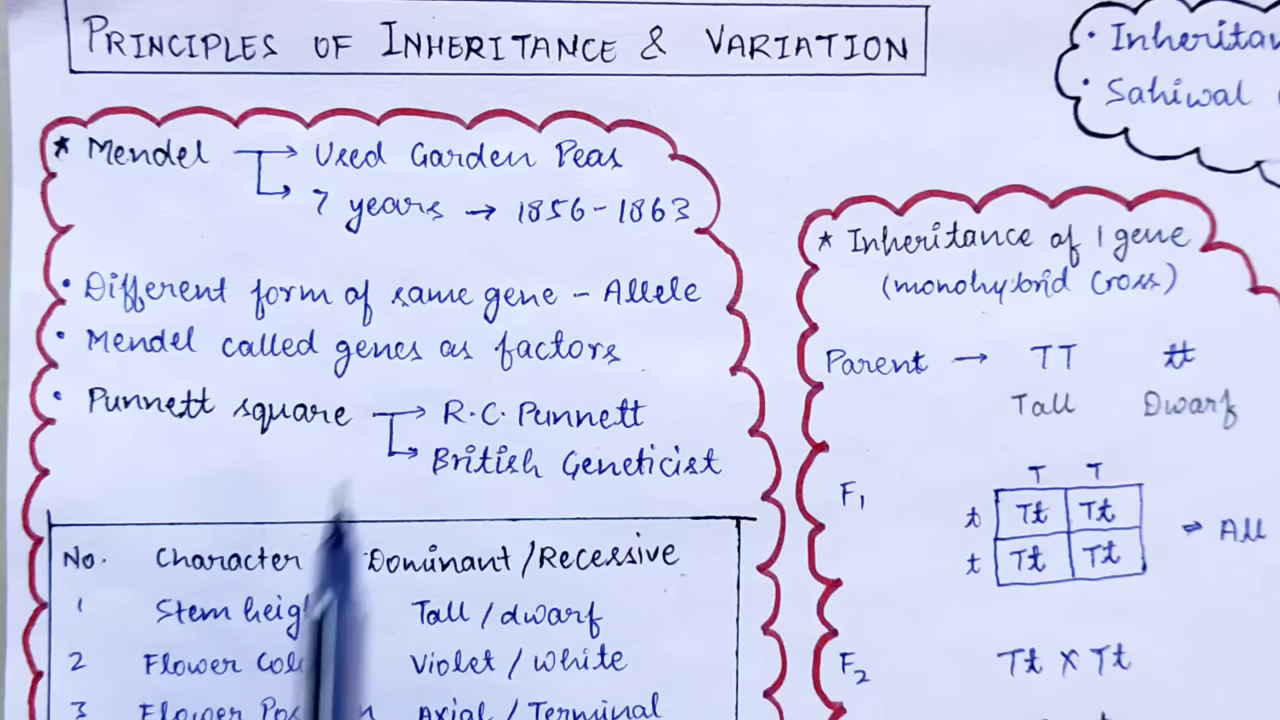 PRINCIPLES OF INHERITANCE & VARIATION
* Mendel → Used Garden Peas
↳ 7 years → 1856-1863
• Different form of same gene - Allele
• Mendel called genes as factors
• Punnett square → R.C. Punnett
↳ British Geneticist
No. Character Dominant/Recessive
1 Stem heig Tall/dwarf
2 Flower Col Violet/white
3 Flower Pos n Axial/Terminal
• Inherita
• Sahiwal
* Inheritance of 1 gene
(monohybrid Cross)
Parent → TT tt
Tall Dwarf
T T
F1
t Tt Tt
t Tt Tt
⇒ All
F2 Tt X Tt